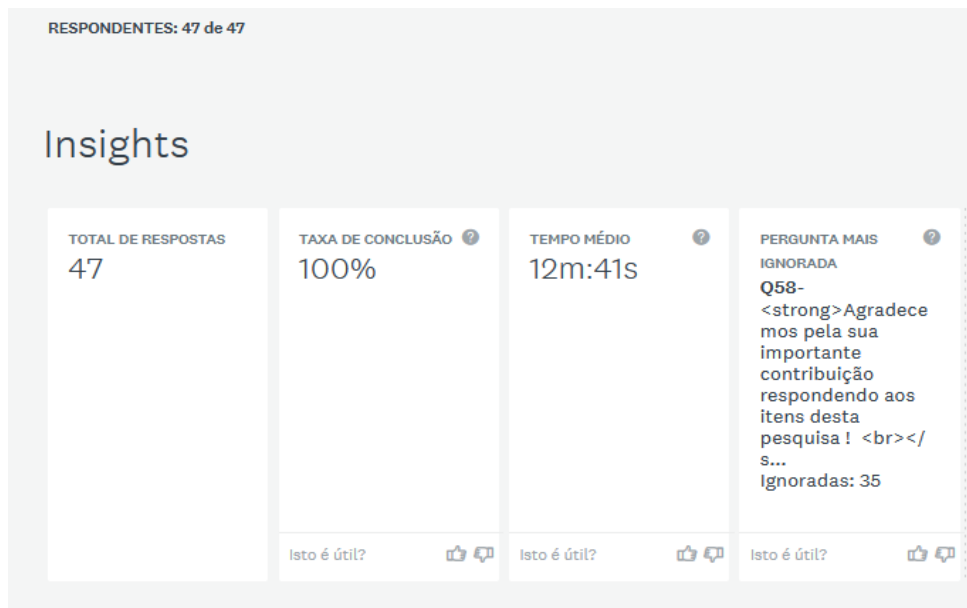 RESPONDENTES: 47 de 47
Insights
TOTAL DE RESPOSTAS
47
TAXA DE CONCLUSÃO ?
100%
Isto é útil?
TEMPO MÉDIO ?
12m:41s
Isto é útil?
PERGUNTA MAIS ?
IGNORADA
Q58-
<strong>Agradece
mos pela sua
importante
contribuição
respondendo aos
itens desta
pesquisa ! <br></
s...
Ignoradas: 35
Isto é útil?